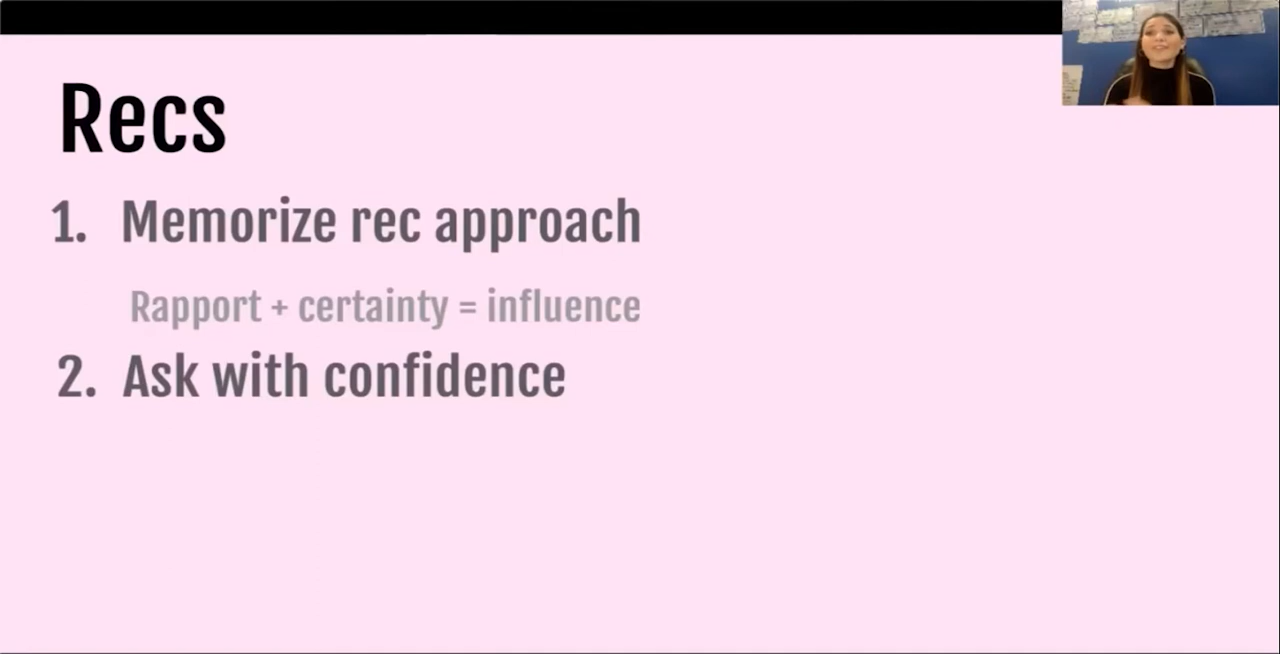 Recs
1. Memorize rec approach
Rapport + certainty = influence
2. Ask with confidence